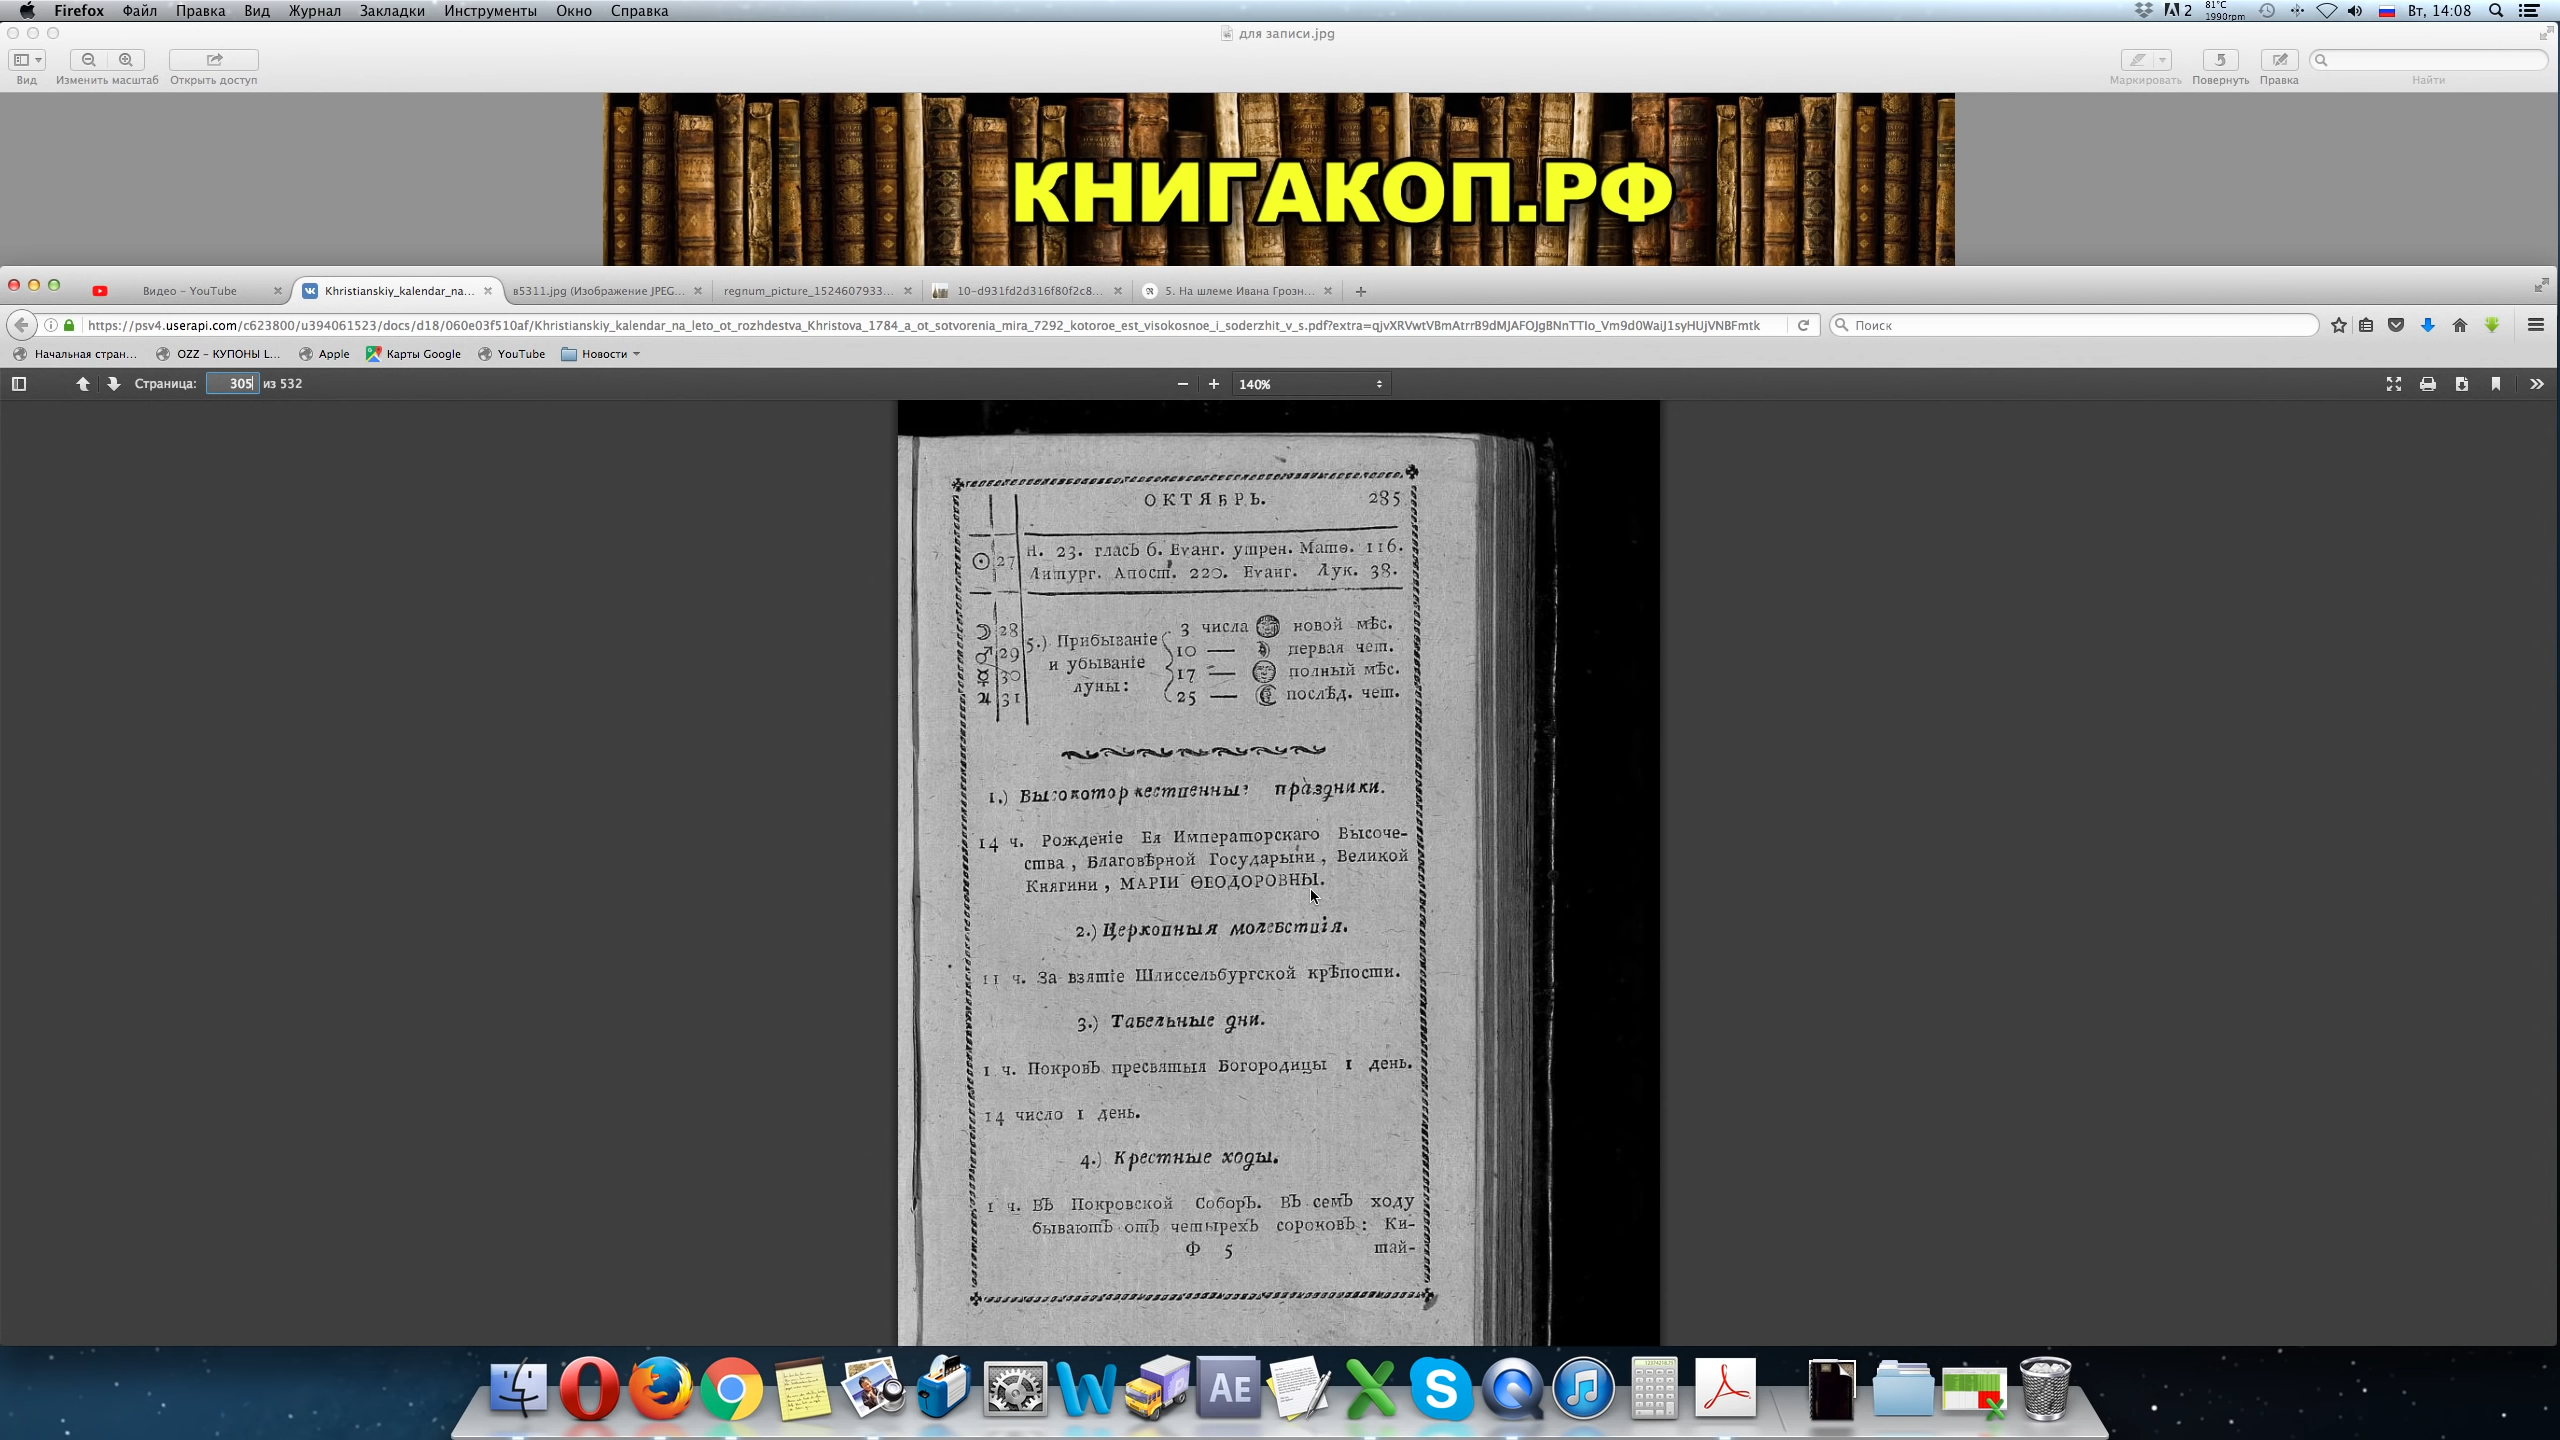 Firefox Файл Правка Вид Журнал Закладки Инструменты Окно Справка
2 81°C 1990rpm Вт, 14:08
для записи.jpg
Вид Изменить масштаб Открыть доступ Маркировать Повернуть Правка Найти
КНИГАКОП.РФ
Видео – YouTube
Khristianskiy_kalendar_na...
в5311.jpg (Изображение JPEG...
regnum_picture_1524607933...
10-d931fd2d316f80f2c8...
5. На шлеме Ивана Грозн...
https://psv4.userapi.com/c623800/u394061523/docs/d18/060e03f510af/Khristianskiy_kalendar_na_leto_ot_rozhdestva_Khristova_1784_a_ot_sotvorenia_mira_7292_kotoroe_est_visokosnoe_i_soderzhit_v_s.pdf?extra=qjvXRVwtVBmAtrrB9dMJAFOJgBNnTTIo_Vm9d0WaiJ1syHUjVNBFmtk
Поиск
Начальная стран... OZZ – КУПОНЫ L... Apple Карты Google YouTube Новости
Страница: 305 из 532
140%
ОКТЯБРЬ. 285
☉ 27 Н. 23. гласЪ 6. Еѵанг. утрен. Матѳ. 116.
Литург. Апост. 220. Еѵанг. Лук. 38.
☽ 28 5.) Прибываніе 3 числа новой мѣс.
♂ 29 и убываніе 10 — первая чет.
☿ 30 луны: 17 — полный мѣс.
♃ 31 25 — послѣд. чет.
1.) Высокоторжественные праздники.
14 ч. Рожденіе Ея Императорскаго Высоче-
ства, Благовѣрной Государыни, Великой
Княгини, МАРІИ ѲЕОДОРОВНЫ.
2.) Церковныя молебствія.
11 ч. За взятіе Шлиссельбургской крѣпости.
3.) Табельные дни.
1 ч. ПокровЪ пресвятыя Богородицы 1 день.
14 число 1 день.
4.) Крестные ходы.
1 ч. ВЪ Покровской СоборЪ. ВЪ семЪ ходу
бываютЪ отЪ четырехЪ сороковЪ: Ки-
Ф 5 тай-
AE